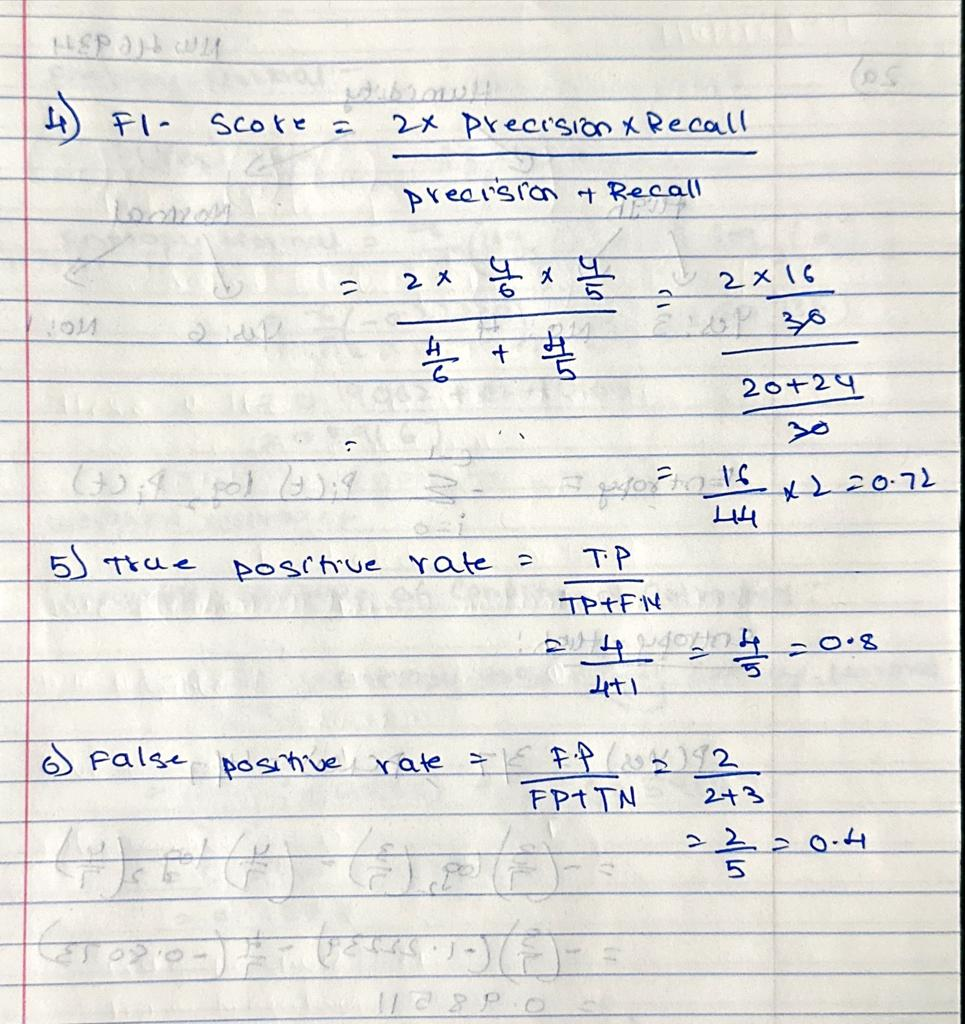 4) F1- Score = 2x precision x Recall / precision + Recall
= 2 x 4/6 x 4/5 / 4/6 + 4/5 = 2 x 16/30 / 20+24/30
=
= 16/44 x 2 = 0.72
5) True positive rate = T.P / TP+FN
= 4/4+1 = 4/5 = 0.8
6) False positive rate = F.P / FP+TN = 2/2+3
= 2/5 = 0.4